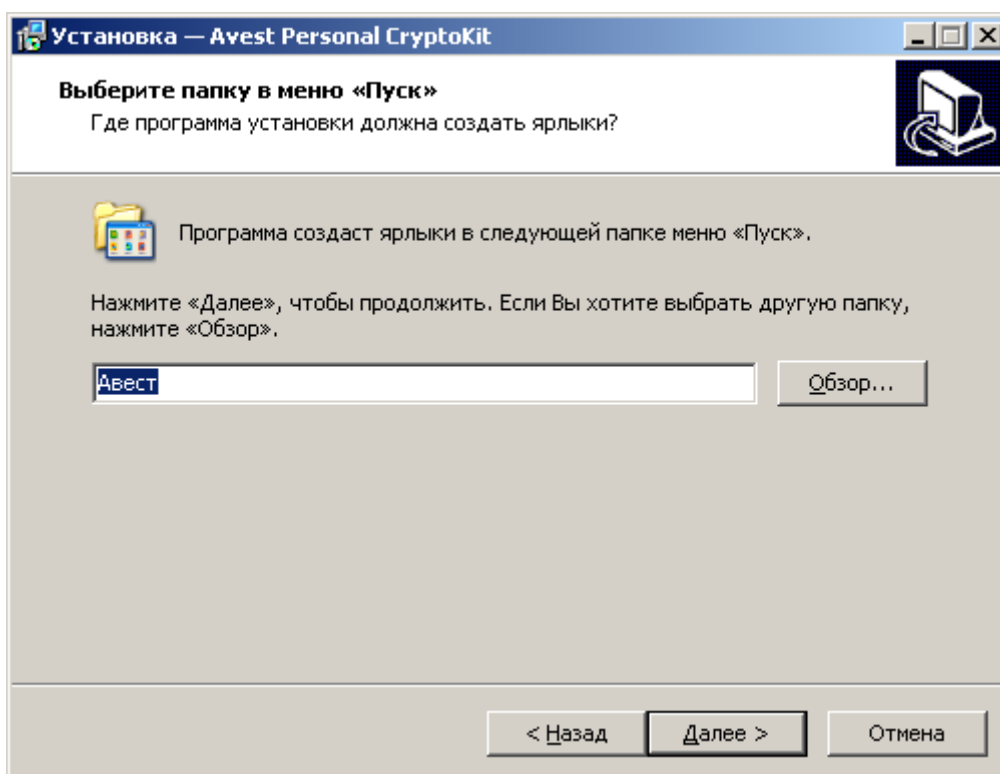 Установка — Avest Personal CryptoKit
Выберите папку в меню «Пуск»
Где программа установки должна создать ярлыки?
Программа создаст ярлыки в следующей папке меню «Пуск».
Нажмите «Далее», чтобы продолжить. Если Вы хотите выбрать другую папку,
нажмите «Обзор».
Авест
Обзор...
< Назад
Далее >
Отмена